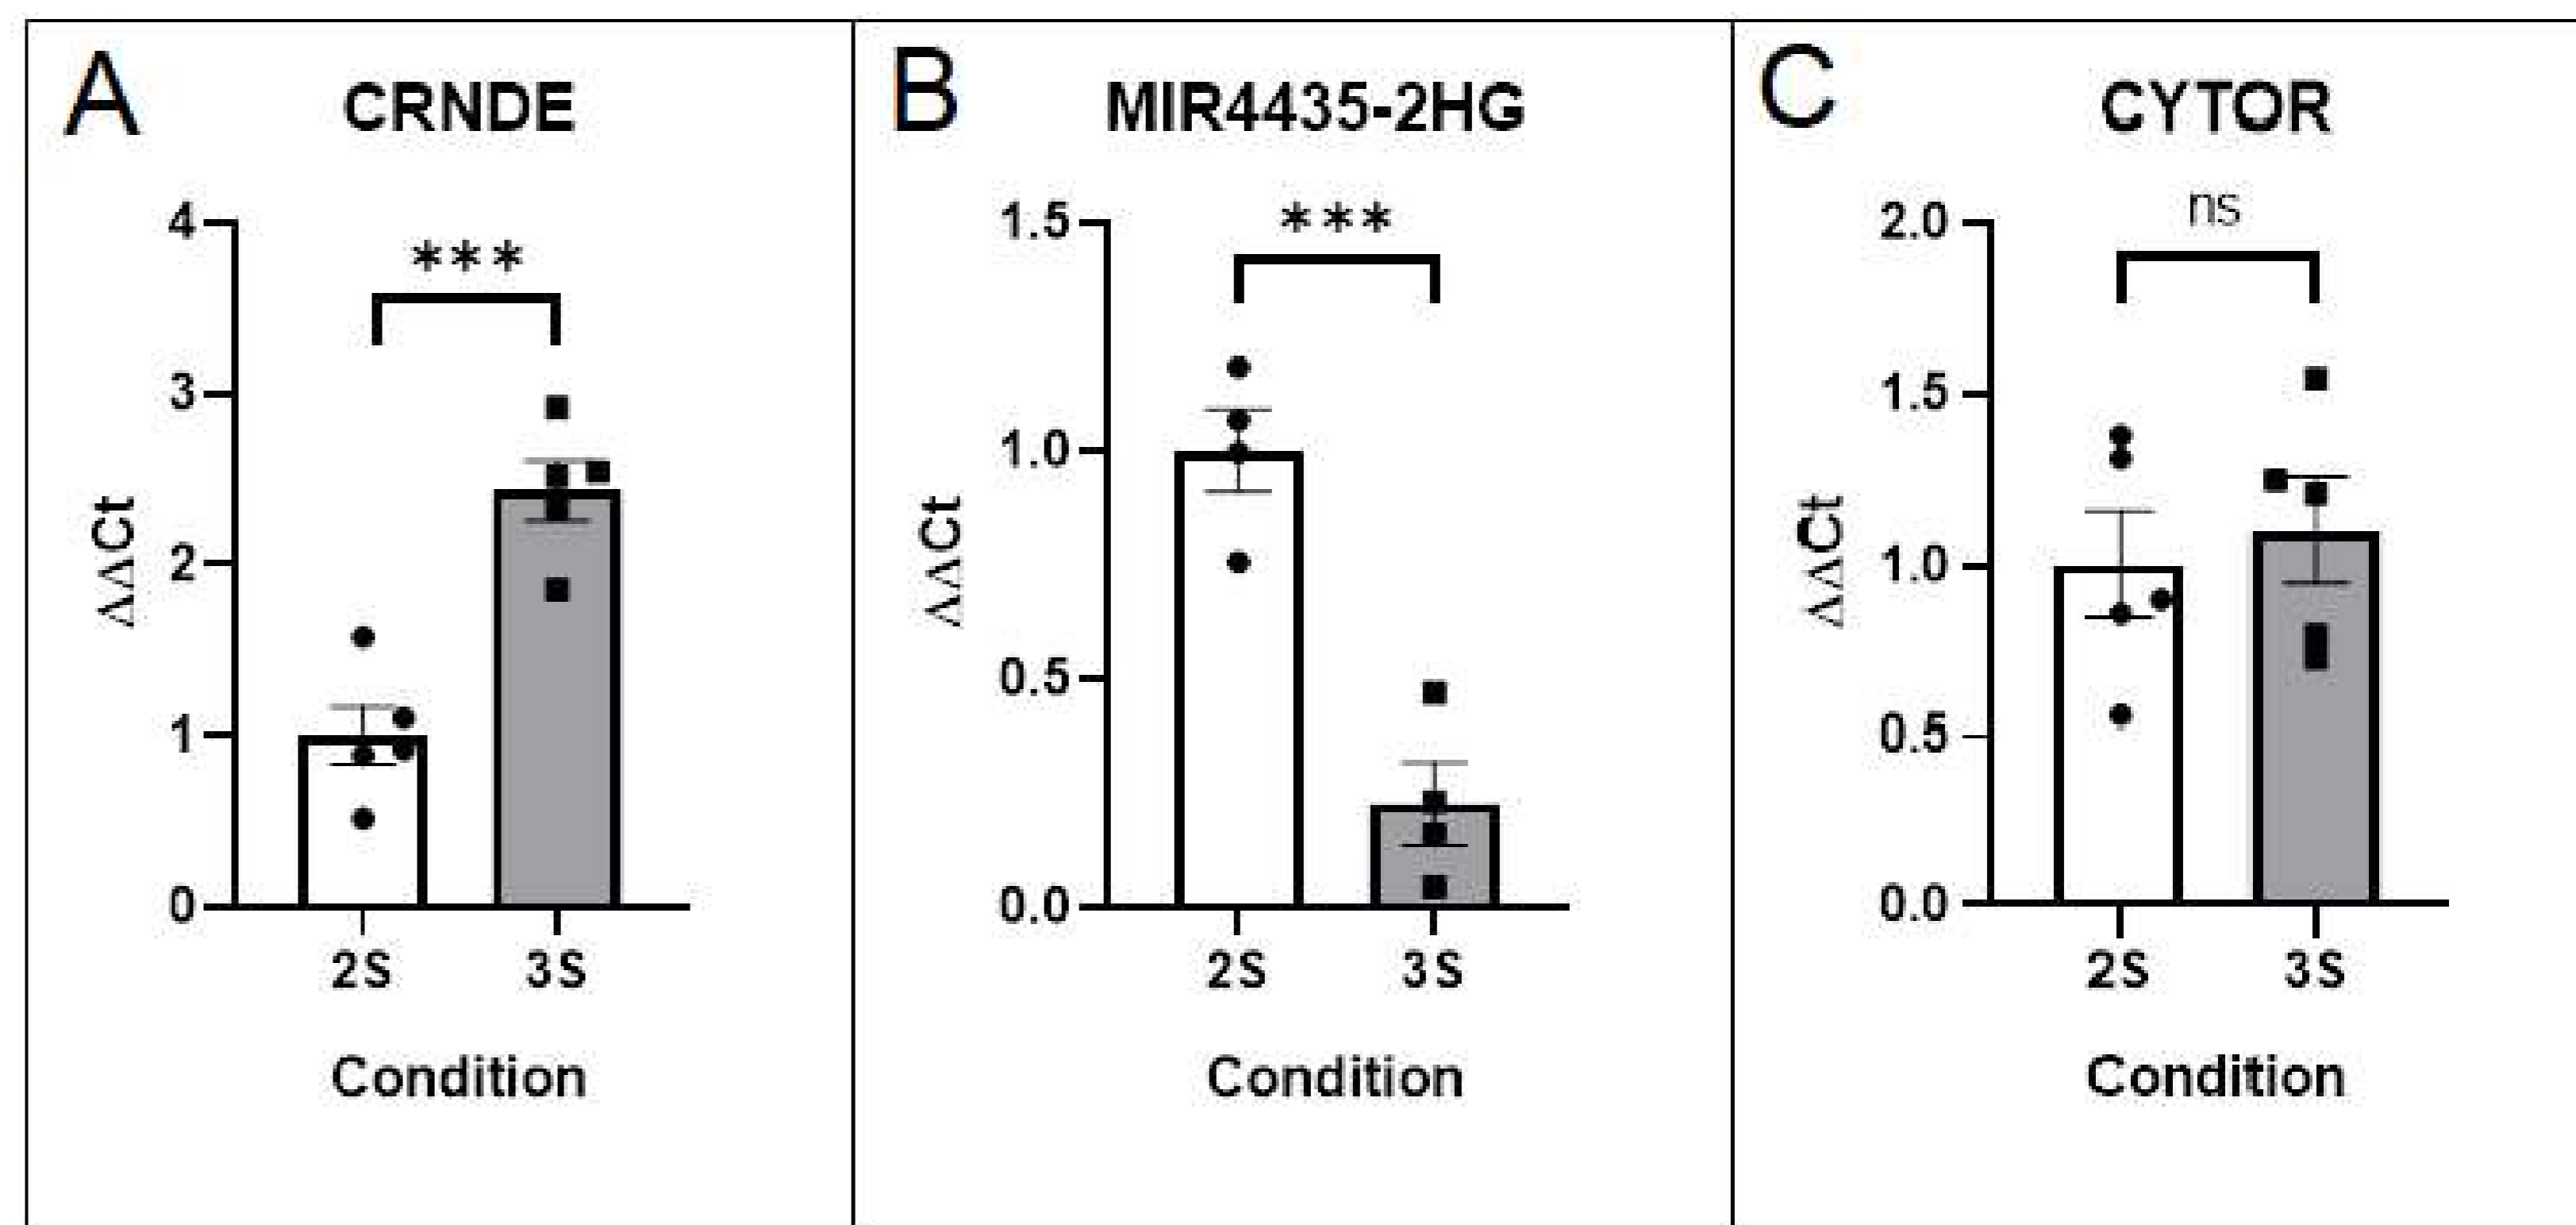 A
CRNDE
4
3
2
1
0
ΔΔCt
***
2S
3S
Condition
B
MIR4435-2HG
1.5
1.0
0.5
0.0
ΔΔCt
***
2S
3S
Condition
C
CYTOR
2.0
1.5
1.0
0.5
0.0
ΔΔCt
ns
2S
3S
Condition